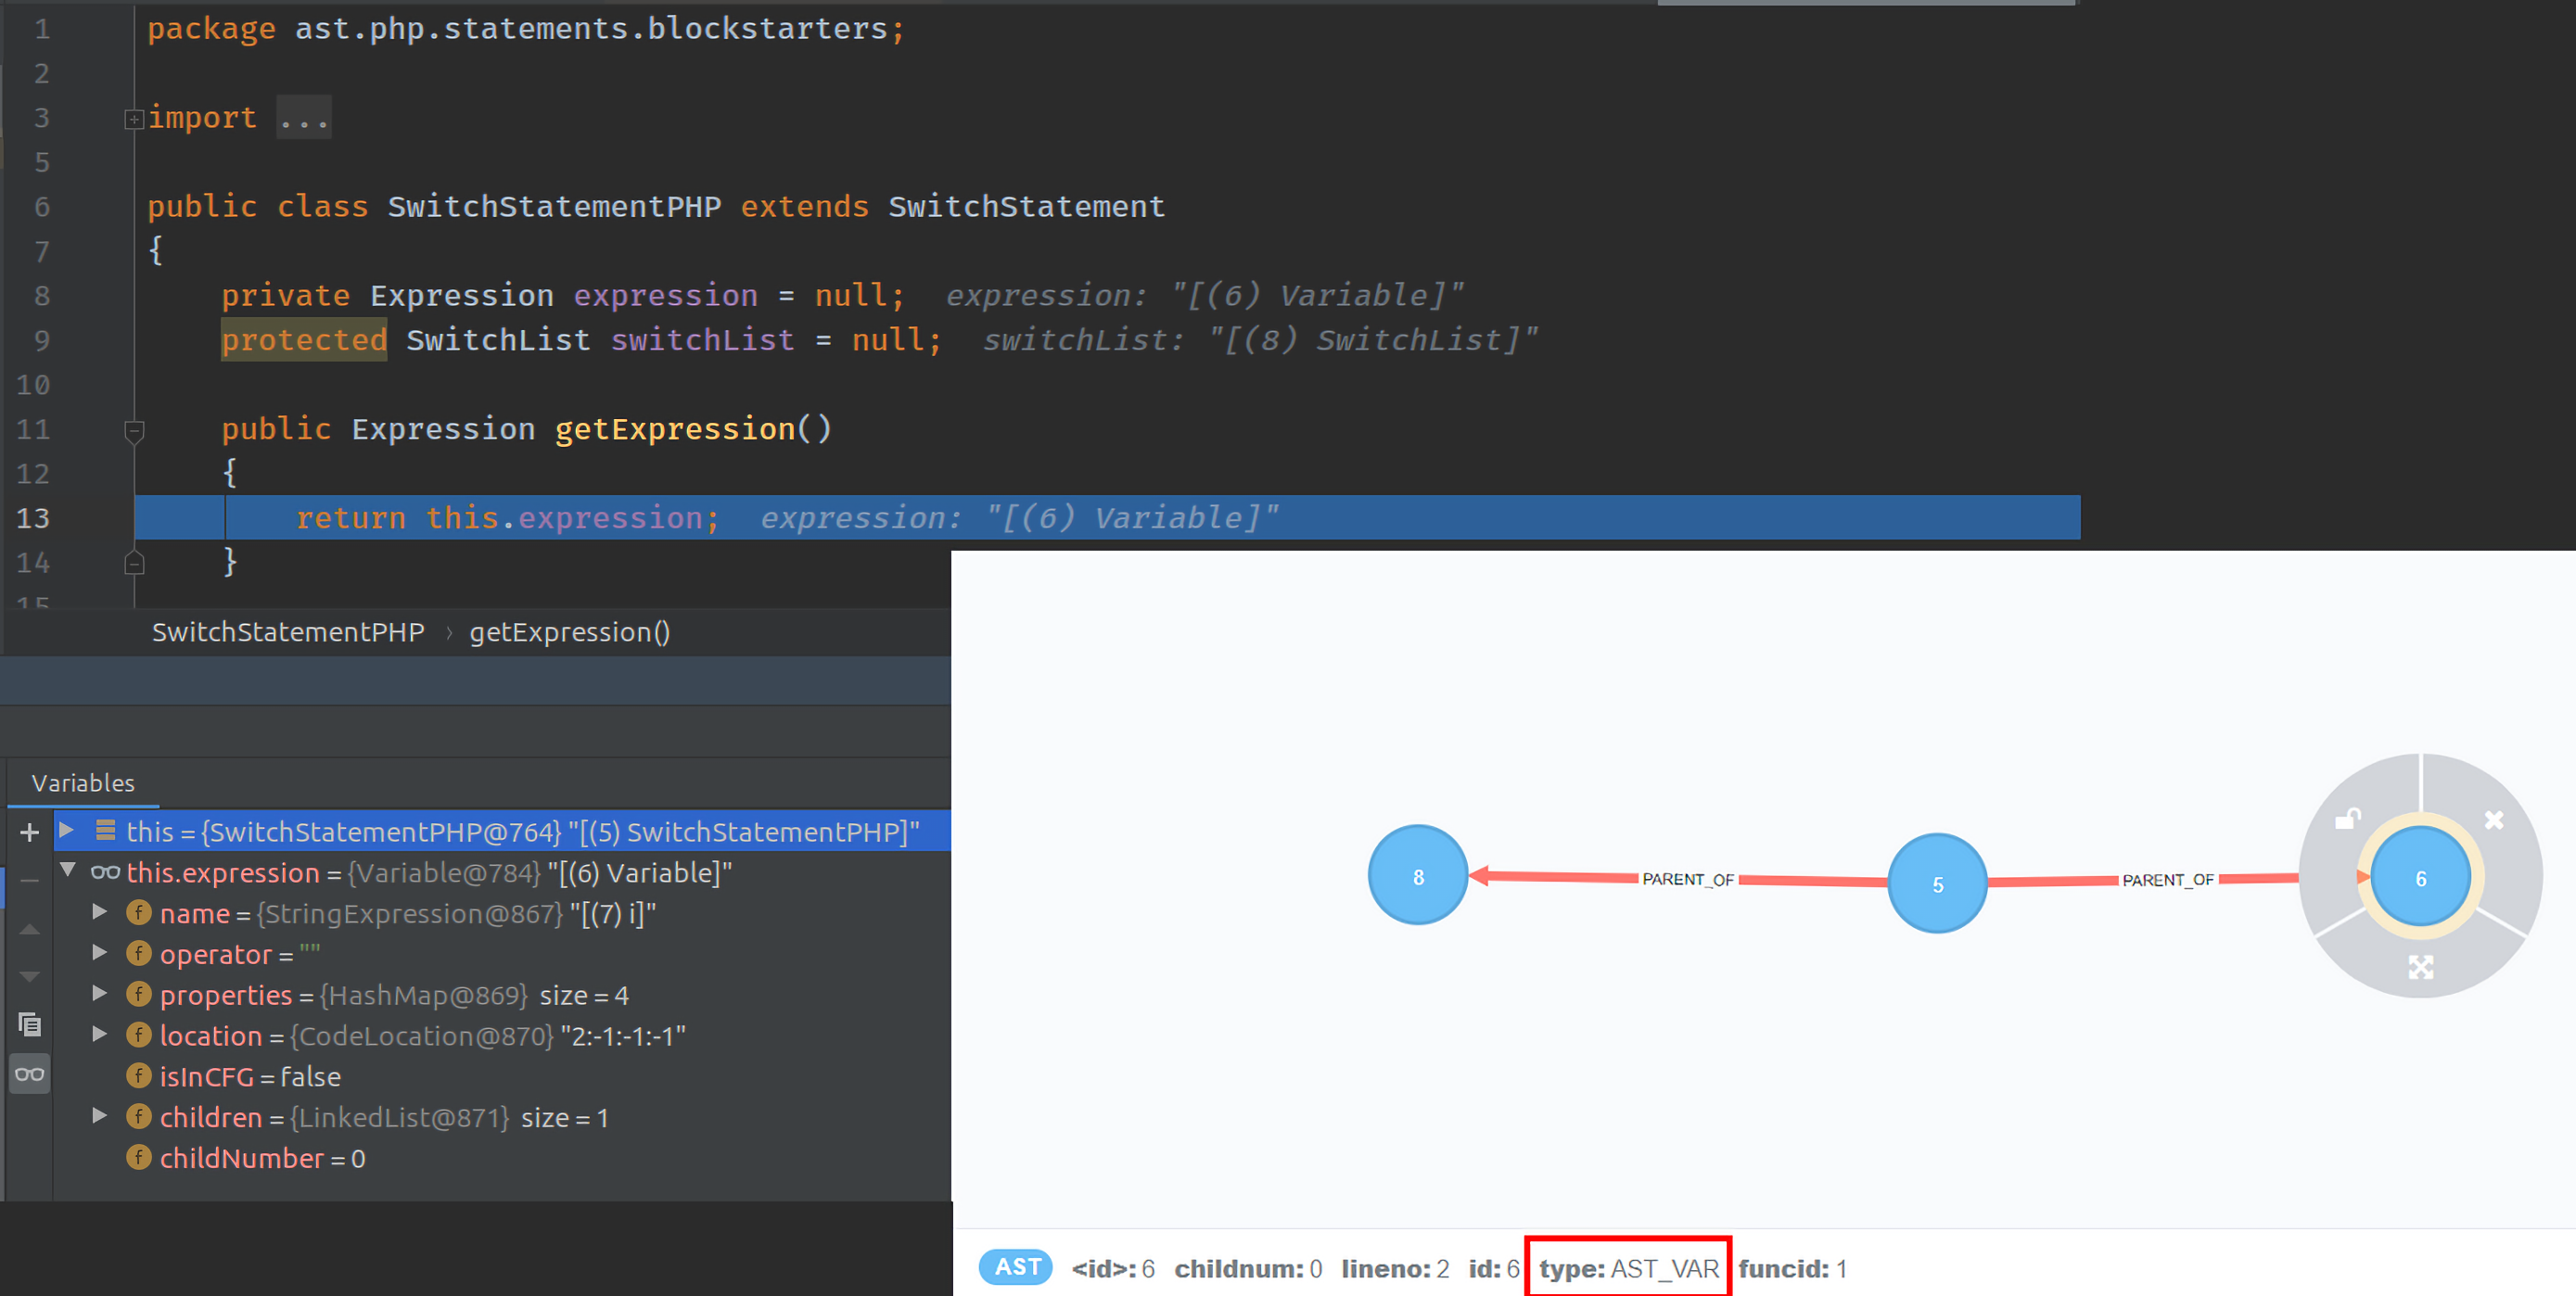 1 package ast.php.statements.blockstarters;
2
3 import ...
5
6 public class SwitchStatementPHP extends SwitchStatement
7 {
8 private Expression expression = null; expression: "[(6) Variable]"
9 protected SwitchList switchList = null; switchList: "[(8) SwitchList]"
10
11 public Expression getExpression()
12 {
13 return this.expression; expression: "[(6) Variable]"
14 }
15
SwitchStatementPHP › getExpression()
Variables
this = {SwitchStatementPHP@764} "[(5) SwitchStatementPHP]"
this.expression = {Variable@784} "[(6) Variable]"
f name = {StringExpression@867} "[(7) i]"
f operator = ""
f properties = {HashMap@869} size = 4
f location = {CodeLocation@870} "2:-1:-1:-1"
f isInCFG = false
f children = {LinkedList@871} size = 1
f childNumber = 0
8 PARENT_OF 5 PARENT_OF 6
AST <id>: 6 childnum: 0 lineno: 2 id: 6 type: AST_VAR funcid: 1